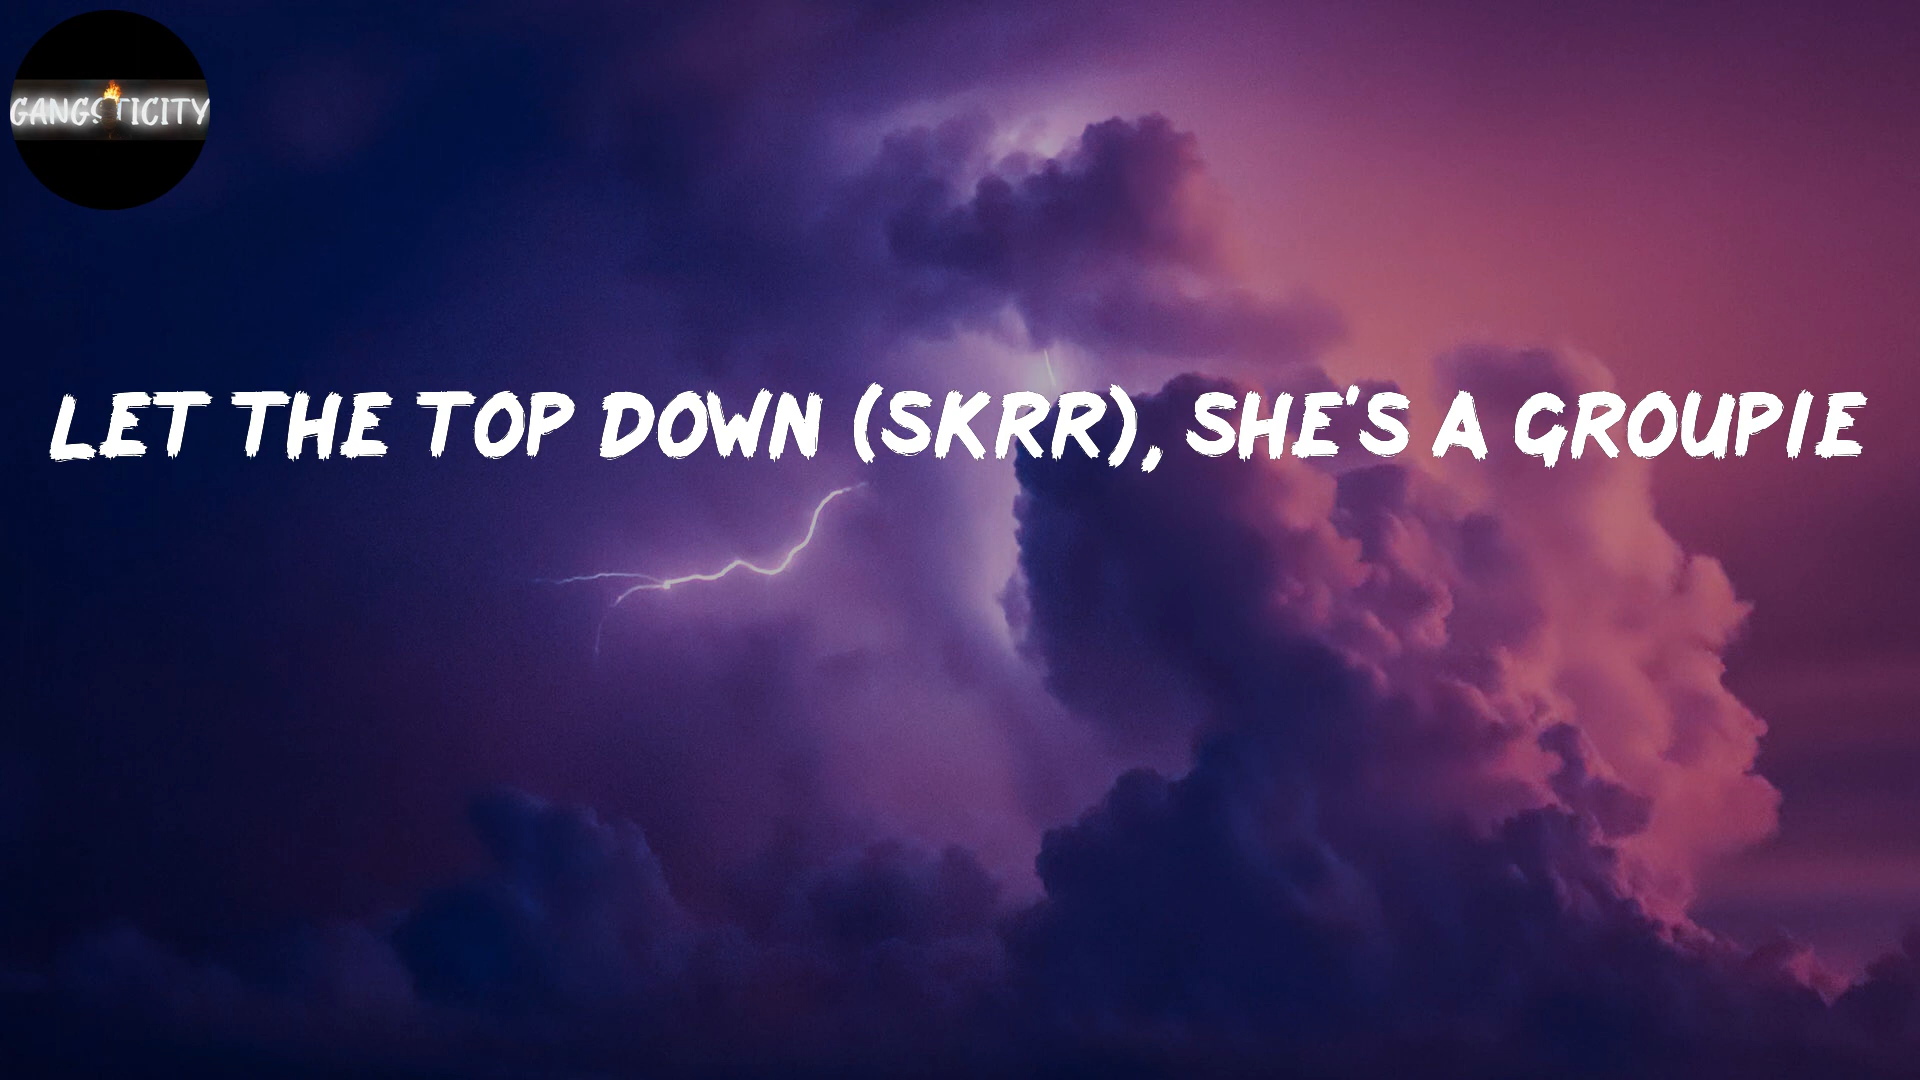 GANGSTICITY
LET THE TOP DOWN (SKRR), SHE'S A GROUPIE